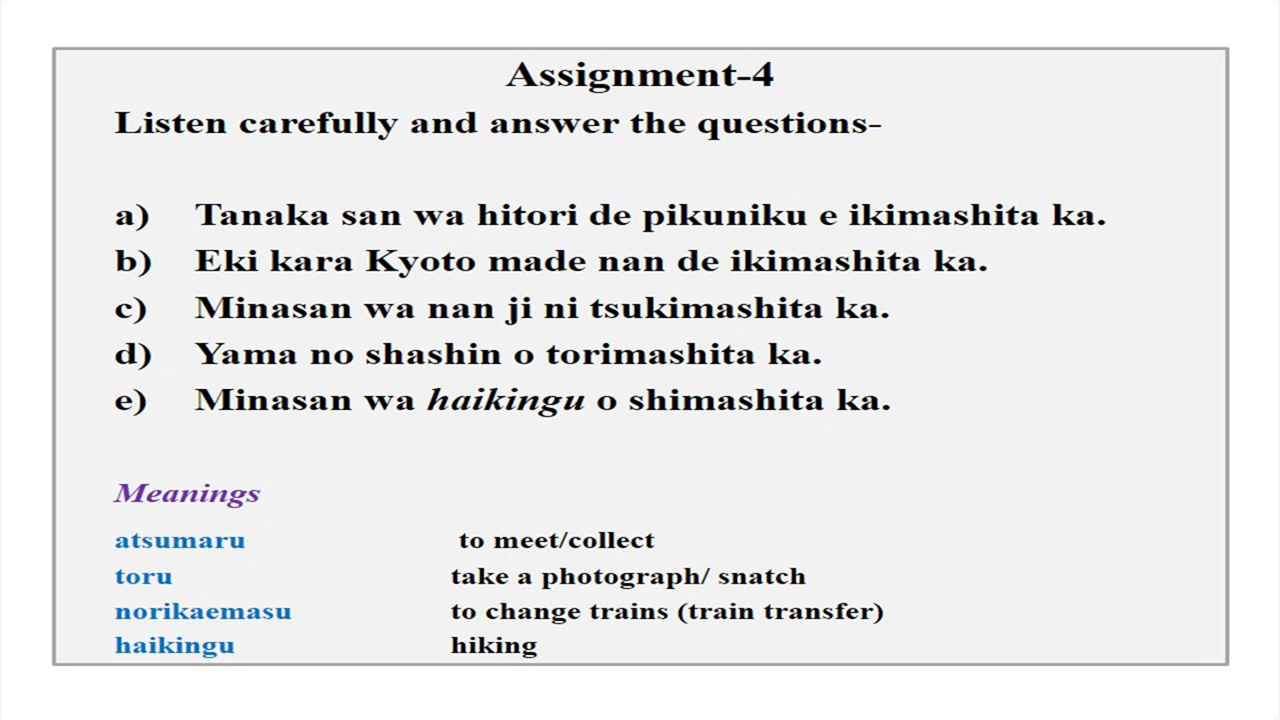 Assignment-4
Listen carefully and answer the questions-
a) Tanaka san wa hitori de pikuniku e ikimashita ka.
b) Eki kara Kyoto made nan de ikimashita ka.
c) Minasan wa nan ji ni tsukimashita ka.
d) Yama no shashin o torimashita ka.
e) Minasan wa haikingu o shimashita ka.
Meanings
atsumaru to meet/collect
toru take a photograph/ snatch
norikaemasu to change trains (train transfer)
haikingu hiking